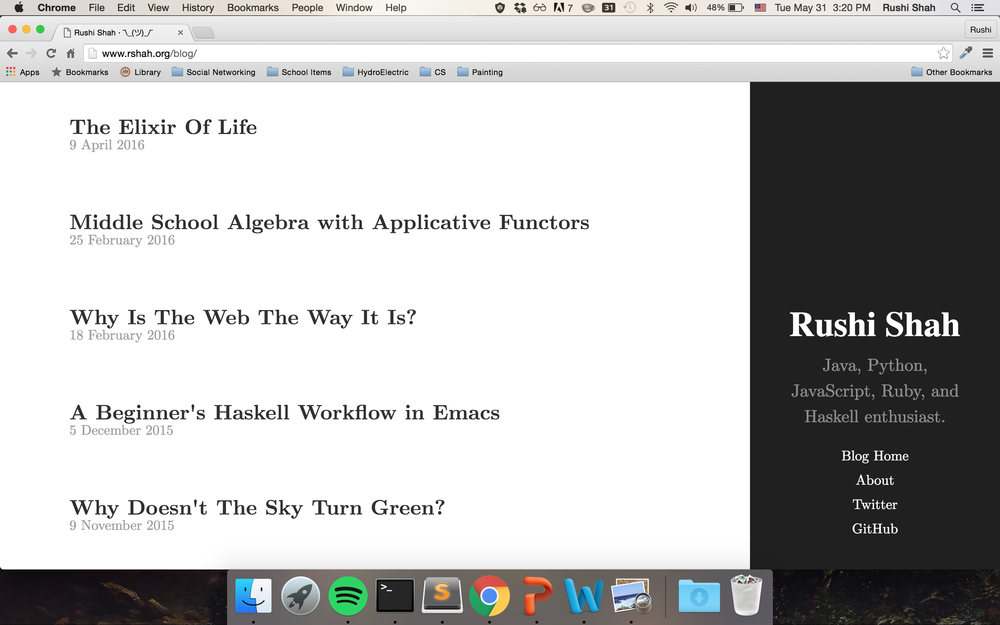 Chrome File Edit View History Bookmarks People Window Help 7 31 48% Tue May 31 3:20 PM Rushi Shah
Rushi Shah · ¯\_(ツ)_/¯
Rushi
www.rshah.org/blog/
Apps Bookmarks Library Social Networking School Items HydroElectric CS Painting Other Bookmarks
The Elixir Of Life
9 April 2016
Middle School Algebra with Applicative Functors
25 February 2016
Why Is The Web The Way It Is?
18 February 2016
A Beginner's Haskell Workflow in Emacs
5 December 2015
Why Doesn't The Sky Turn Green?
9 November 2015
Rushi Shah
Java, Python,
JavaScript, Ruby, and
Haskell enthusiast.
Blog Home
About
Twitter
GitHub
>_